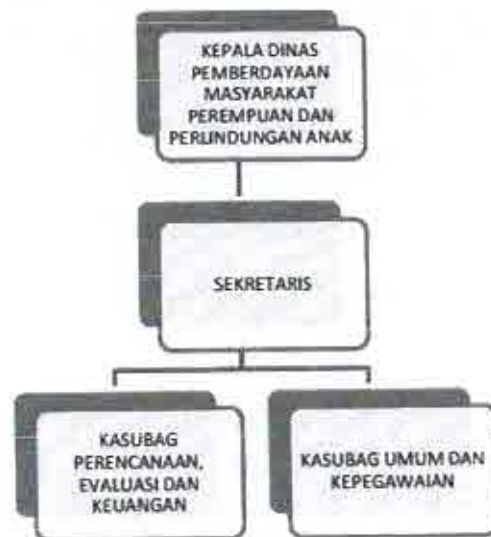 KEPALA DINAS
PEMBERDAYAAN
MASYARAKAT
PEREMPUAN DAN
PERLINDUNGAN ANAK
SEKRETARIS
KASUBAG
PERENCANAAN,
EVALUASI DAN
KEUANGAN
KASUBAG UMUM DAN
KEPEGAWAIAN